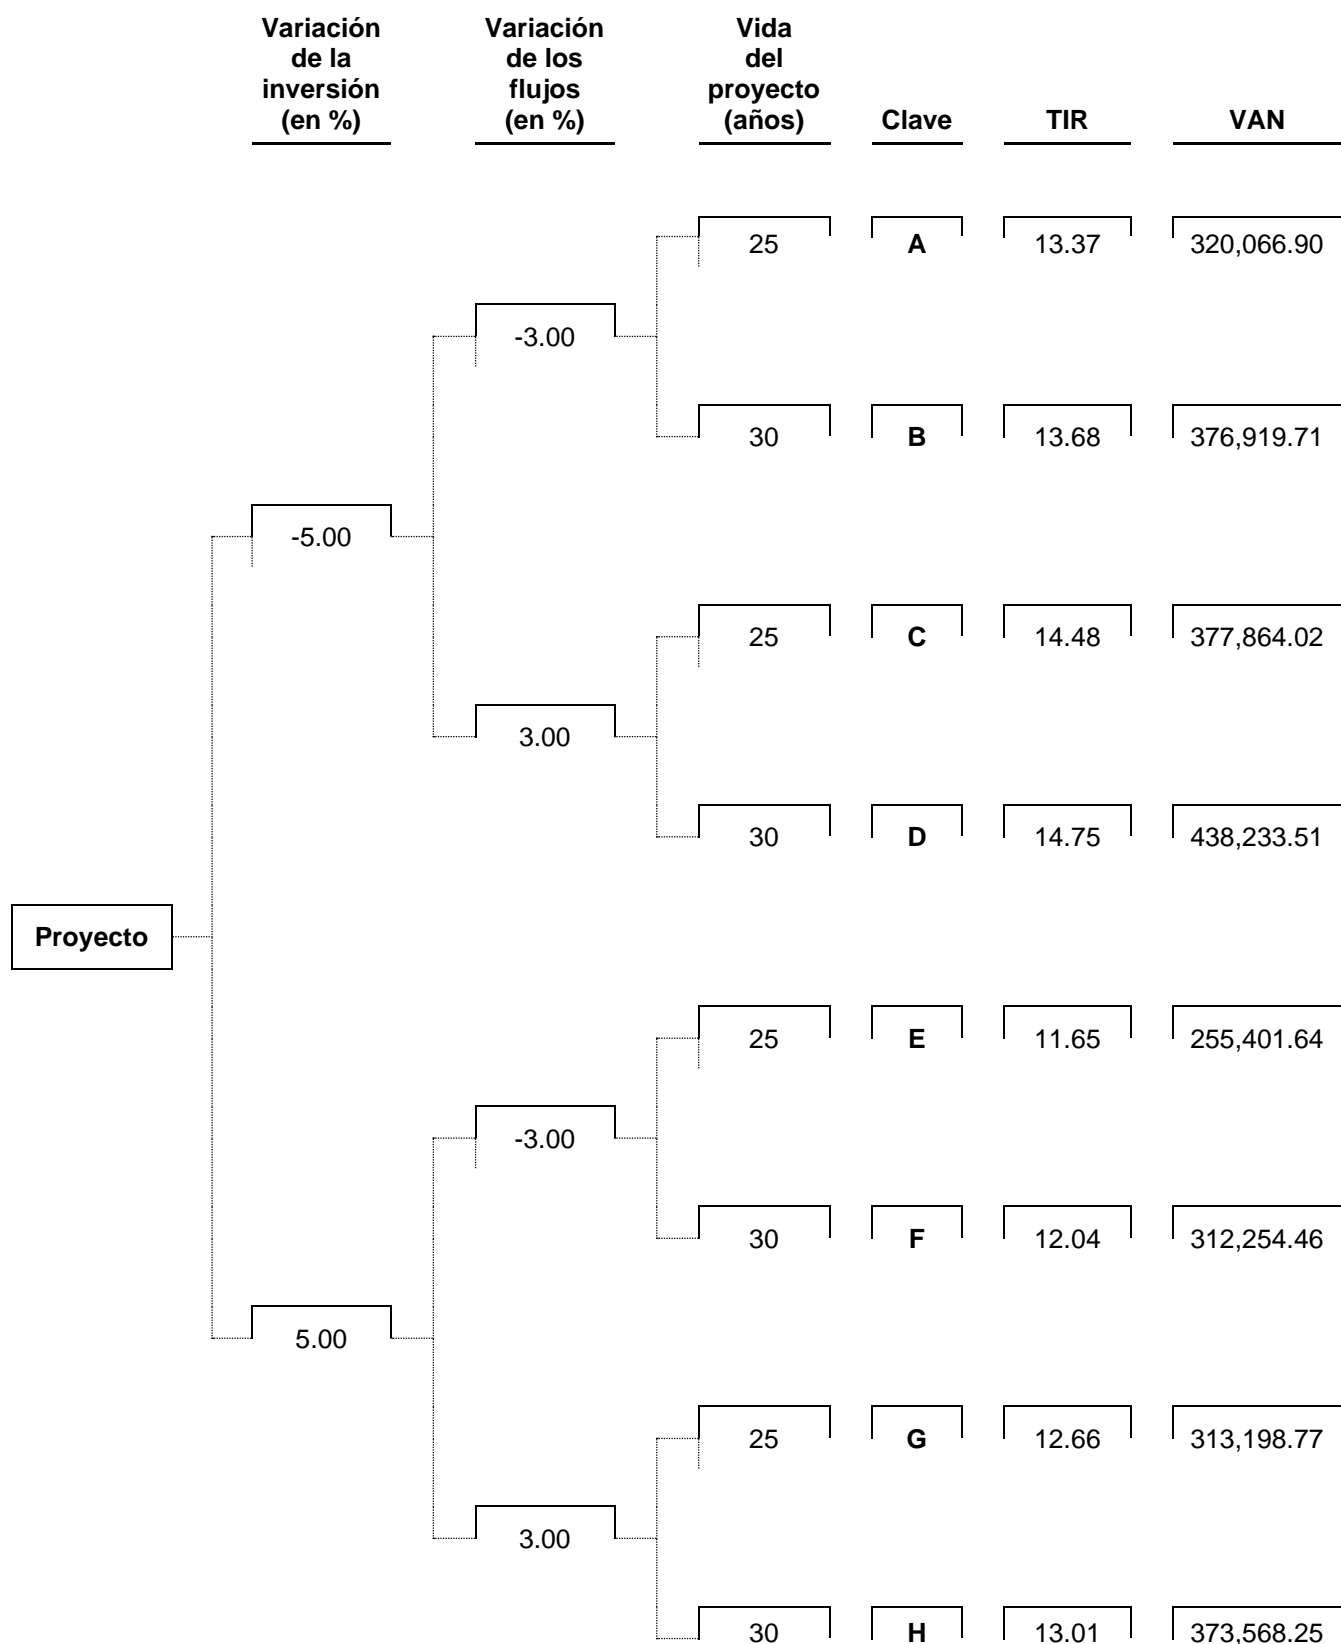 Variación
de la
inversión
(en %)
Variación
de los
flujos
(en %)
Vida
del
proyecto
(años)
Clave
TIR
VAN
25 A 13.37 320,066.90
-3.00
30 B 13.68 376,919.71
-5.00
25 C 14.48 377,864.02
3.00
30 D 14.75 438,233.51
Proyecto
25 E 11.65 255,401.64
-3.00
30 F 12.04 312,254.46
5.00
25 G 12.66 313,198.77
3.00
30 H 13.01 373,568.25